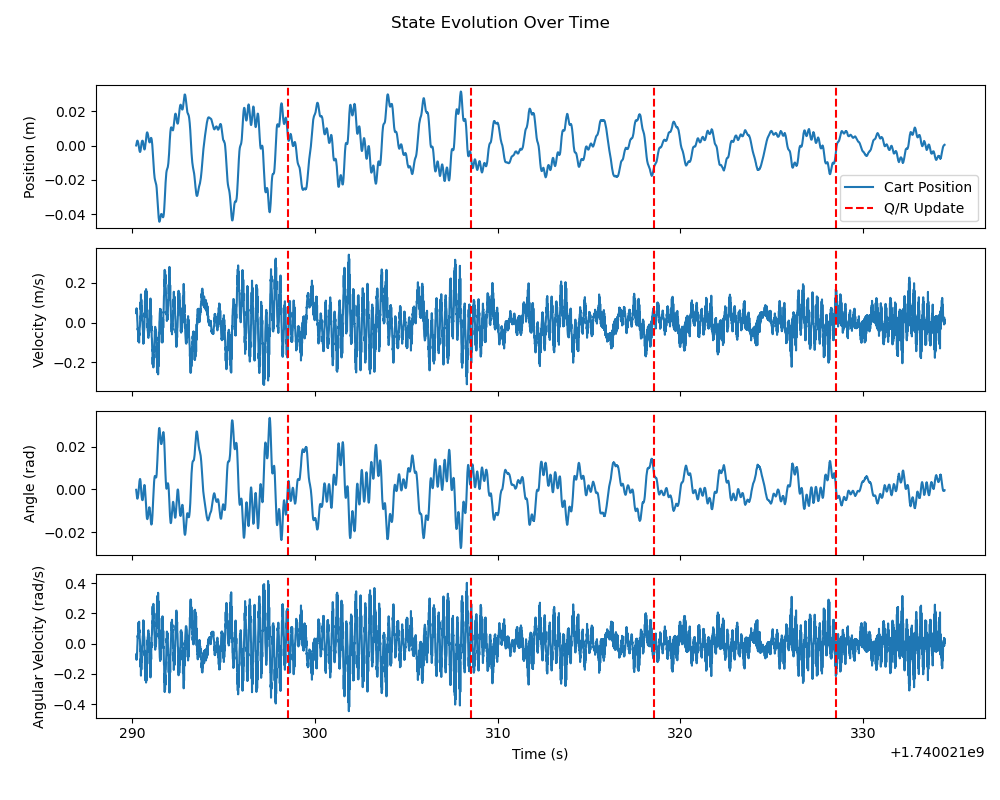 State Evolution Over Time
Position (m)
0.02
0.00
−0.02
−0.04
Cart Position
Q/R Update
Velocity (m/s)
0.2
0.0
−0.2
Angle (rad)
0.02
0.00
−0.02
Angular Velocity (rad/s)
0.4
0.2
0.0
−0.2
−0.4
290
300
310
320
330
Time (s)
+1.740021e9